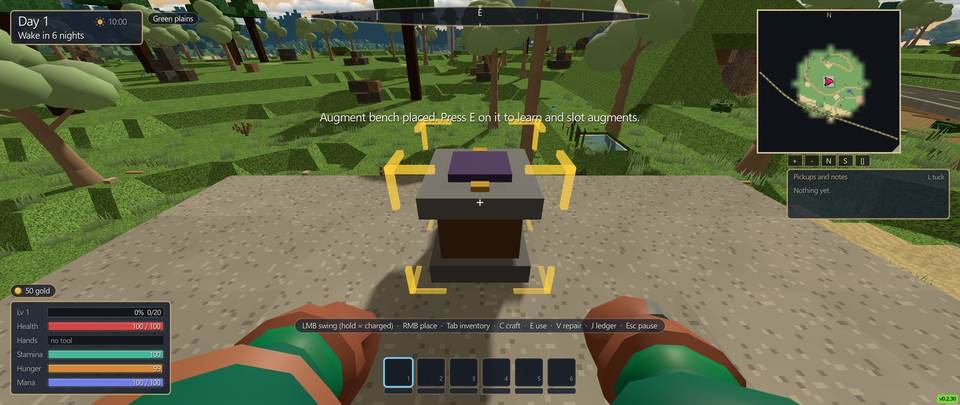 Day 1
10:00
Wake in 6 nights
Green plains
E
N
Augment bench placed. Press E on it to learn and slot augments.
+ - N S []
Pickups and notes
L tuck
Nothing yet.
50 gold
Lv 1
0% 0/20
Health
100 / 100
Hands
no tool
Stamina
100
Hunger
99
Mana
100 / 100
LMB swing (hold = charged) · RMB place · Tab inventory · C craft · E use · V repair · J ledger · Esc pause
1 2 3 4 5 6
v0.2.30